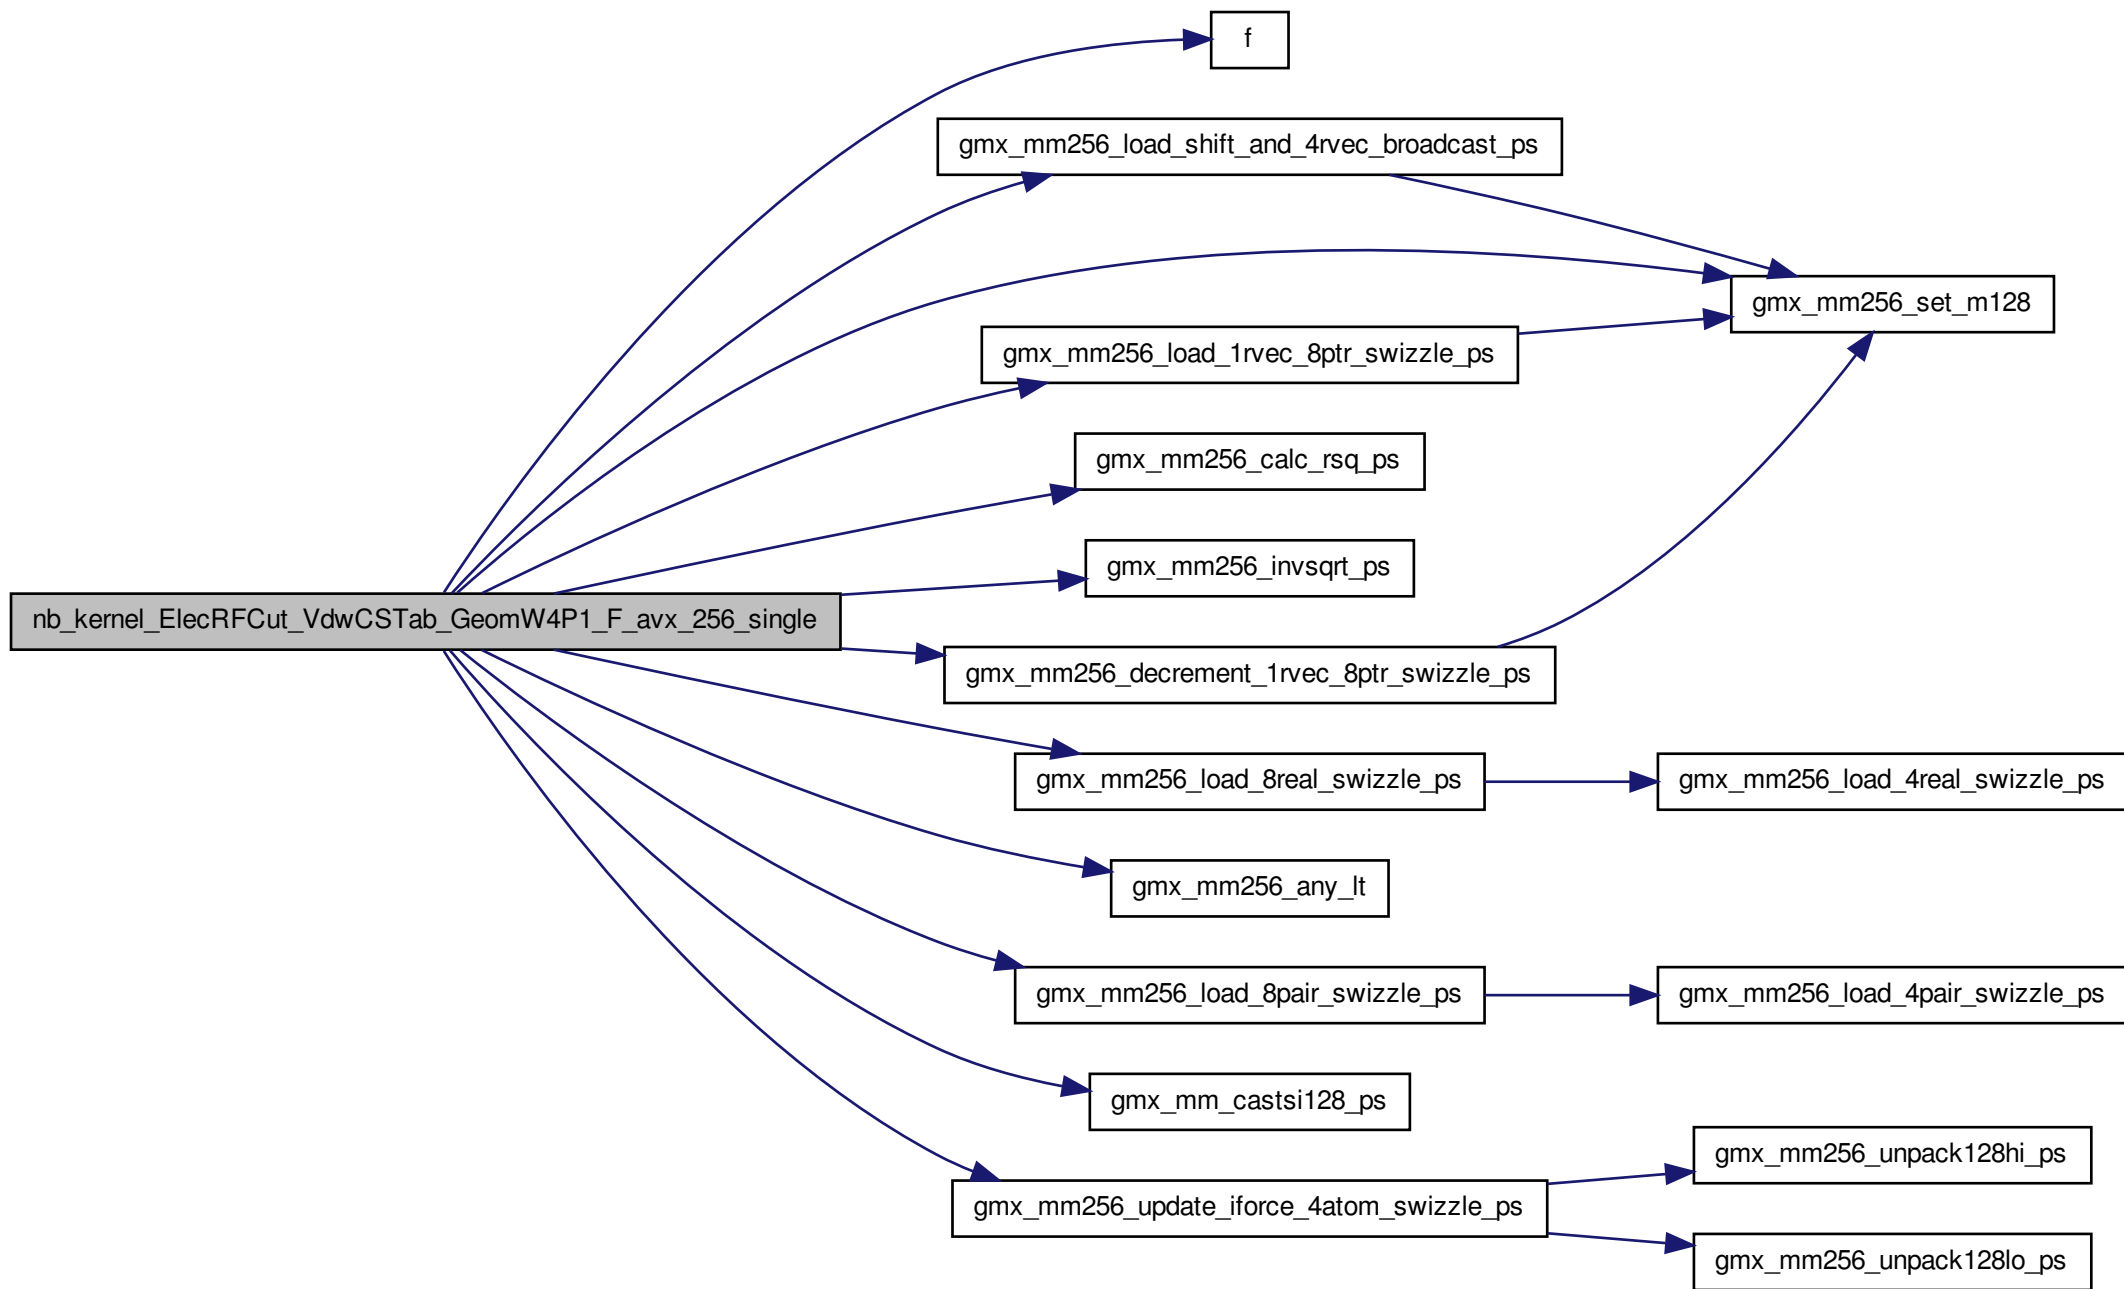 f
gmx_mm256_load_shift_and_4rvec_broadcast_ps
gmx_mm256_set_m128
gmx_mm256_load_1rvec_8ptr_swizzle_ps
gmx_mm256_calc_rsq_ps
gmx_mm256_invsqrt_ps
nb_kernel_ElecRFCut_VdwCSTab_GeomW4P1_F_avx_256_single
gmx_mm256_decrement_1rvec_8ptr_swizzle_ps
gmx_mm256_load_8real_swizzle_ps
gmx_mm256_load_4real_swizzle_ps
gmx_mm256_any_lt
gmx_mm256_load_8pair_swizzle_ps
gmx_mm256_load_4pair_swizzle_ps
gmx_mm_castsi128_ps
gmx_mm256_unpack128hi_ps
gmx_mm256_update_iforce_4atom_swizzle_ps
gmx_mm256_unpack128lo_ps